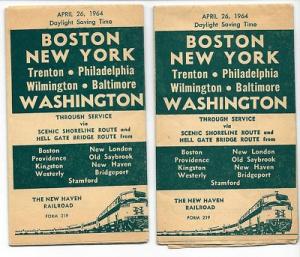 APRIL 26, 1964
Daylight Saving Time
BOSTON
NEW YORK
Trenton • Philadelphia
Wilmington • Baltimore
WASHINGTON
THROUGH SERVICE
via
SCENIC SHORELINE ROUTE and
HELL GATE BRIDGE ROUTE from
Boston New London
Providence Old Saybrook
Kingston New Haven
Westerly Bridgeport
Stamford
THE NEW HAVEN
RAILROAD
FORM 219
APRIL 26, 1964
Daylight Saving Time
BOSTON
NEW YORK
Trenton • Philadelphia
Wilmington • Baltimore
WASHINGTON
THROUGH SERVICE
via
SCENIC SHORELINE ROUTE and
HELL GATE BRIDGE ROUTE from
Boston New London
Providence Old Saybrook
Kingston New Haven
Westerly Bridgeport
Stamford
THE NEW HAVEN
RAILROAD
FORM 219